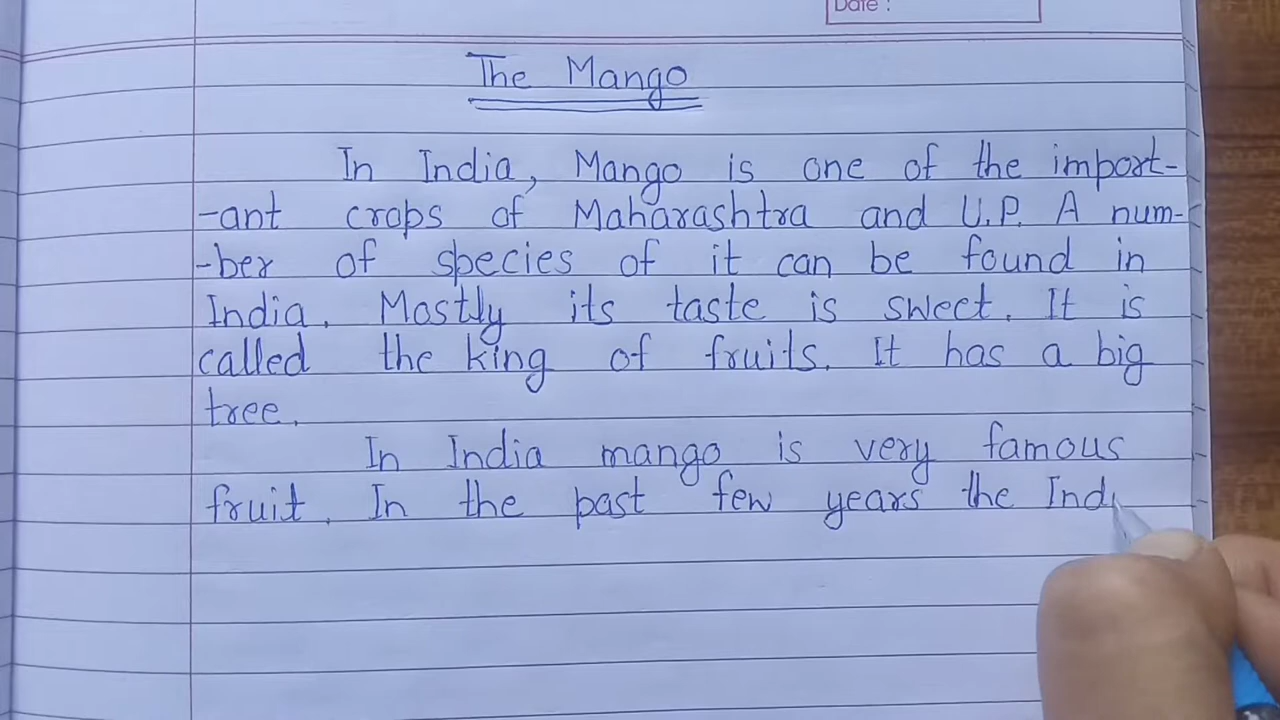 Date :
The Mango
In India, Mango is one of the import-
-ant crops of Maharashtra and U.P. A num-
-ber of species of it can be found in
India. Mostly its taste is sweet. It is
called the king of fruits. It has a big
tree.
In India mango is very famous
fruit. In the past few years the Ind